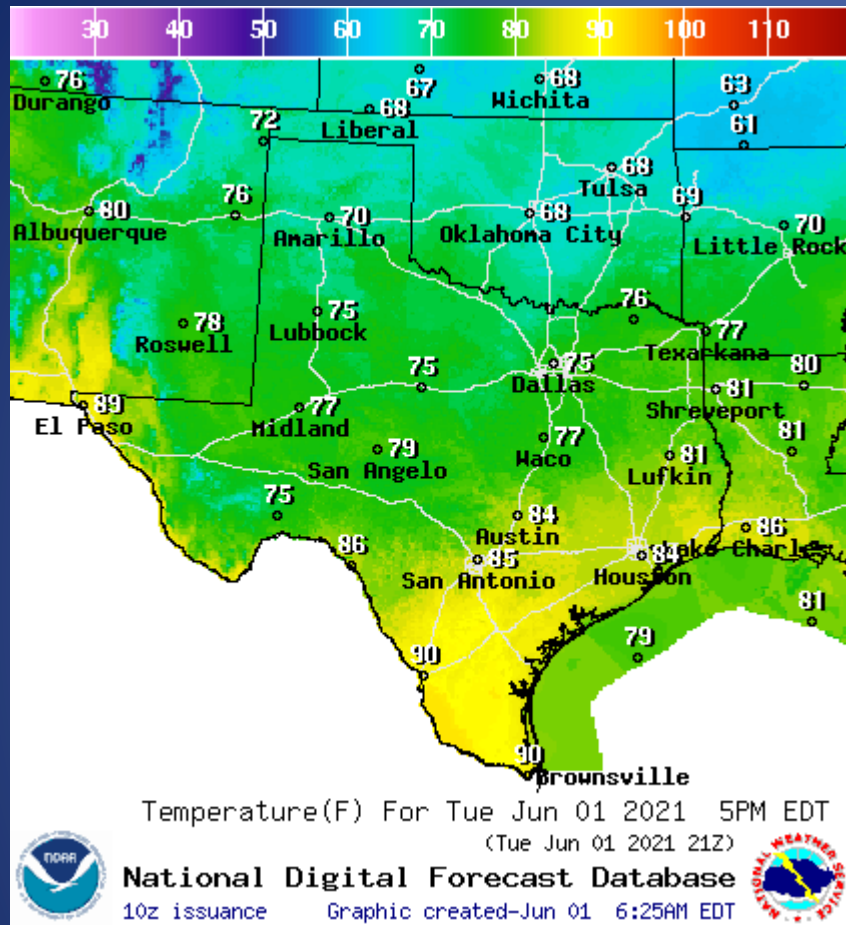 30 40 50 60 70 80 90 100 110
76
Durango
67
68
Wichita
68
Liberal
63
61
72
68
Tulsa
80
Albuquerque
76
70
Amarillo
68
Oklahoma City
69
70
Little Rock
78
Roswell
75
Lubbock
76
77
Texarkana
75
75
Dallas
81
Shreveport
80
89
El Paso
77
Midland
79
San Angelo
77
Waco
81
Lufkin
81
75
84
Austin
86
86
85
San Antonio
84
Houston
Lake Charles
81
79
90
90
Brownsville
Temperature(F) For Tue Jun 01 2021 5PM EDT
(Tue Jun 01 2021 21Z)
National Digital Forecast Database
10z issuance Graphic created-Jun 01 6:25AM EDT
NOAA
NATIONAL WEATHER SERVICE